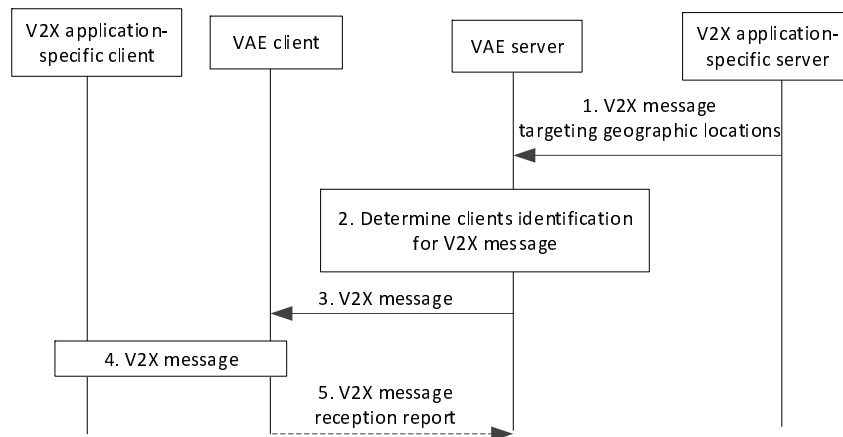 V2X application-
specific client
VAE client
VAE server
V2X application-
specific server
1. V2X message
targeting geographic locations
2. Determine clients identification
for V2X message
3. V2X message
4. V2X message
5. V2X message
reception report